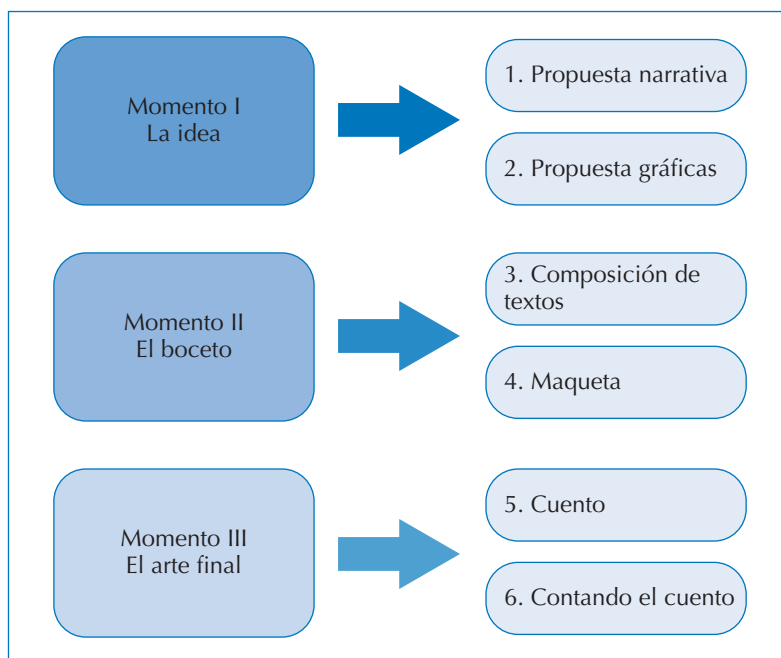 Momento I
La idea
1. Propuesta narrativa
2. Propuesta gráficas
Momento II
El boceto
3. Composición de
textos
4. Maqueta
Momento III
El arte final
5. Cuento
6. Contando el cuento